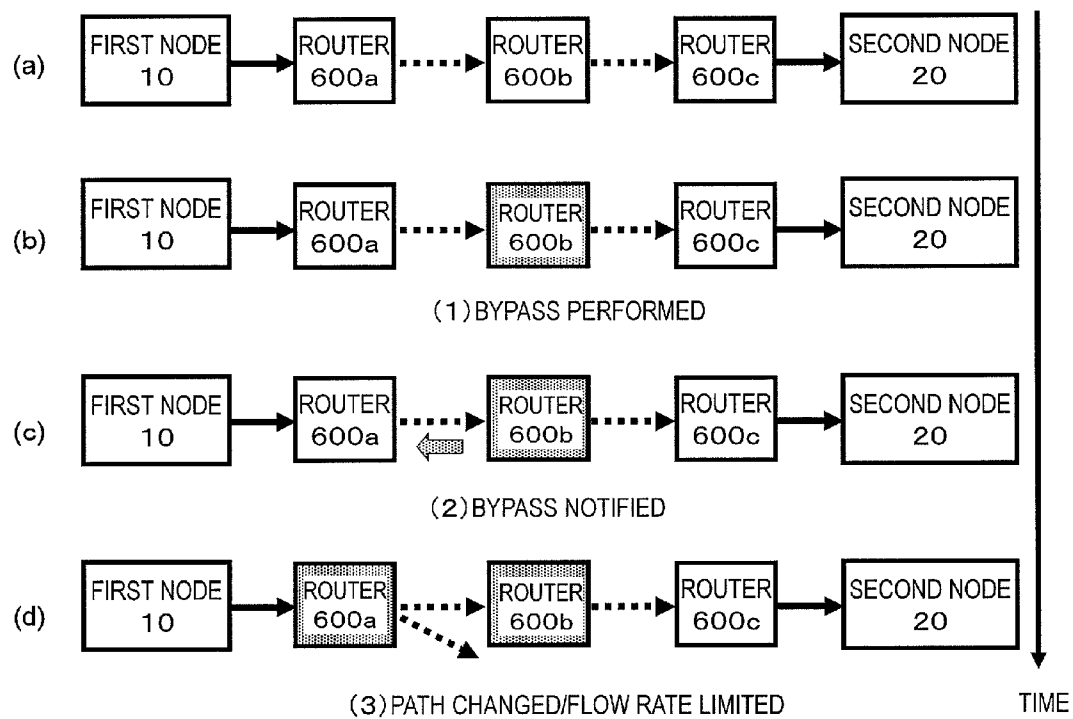 (a)
FIRST NODE
10
ROUTER
600a
ROUTER
600b
ROUTER
600c
SECOND NODE
20
(b)
FIRST NODE
10
ROUTER
600a
ROUTER
600b
ROUTER
600c
SECOND NODE
20
(1) BYPASS PERFORMED
(c)
FIRST NODE
10
ROUTER
600a
ROUTER
600b
ROUTER
600c
SECOND NODE
20
(2) BYPASS NOTIFIED
(d)
FIRST NODE
10
ROUTER
600a
ROUTER
600b
ROUTER
600c
SECOND NODE
20
(3) PATH CHANGED/FLOW RATE LIMITED
TIME